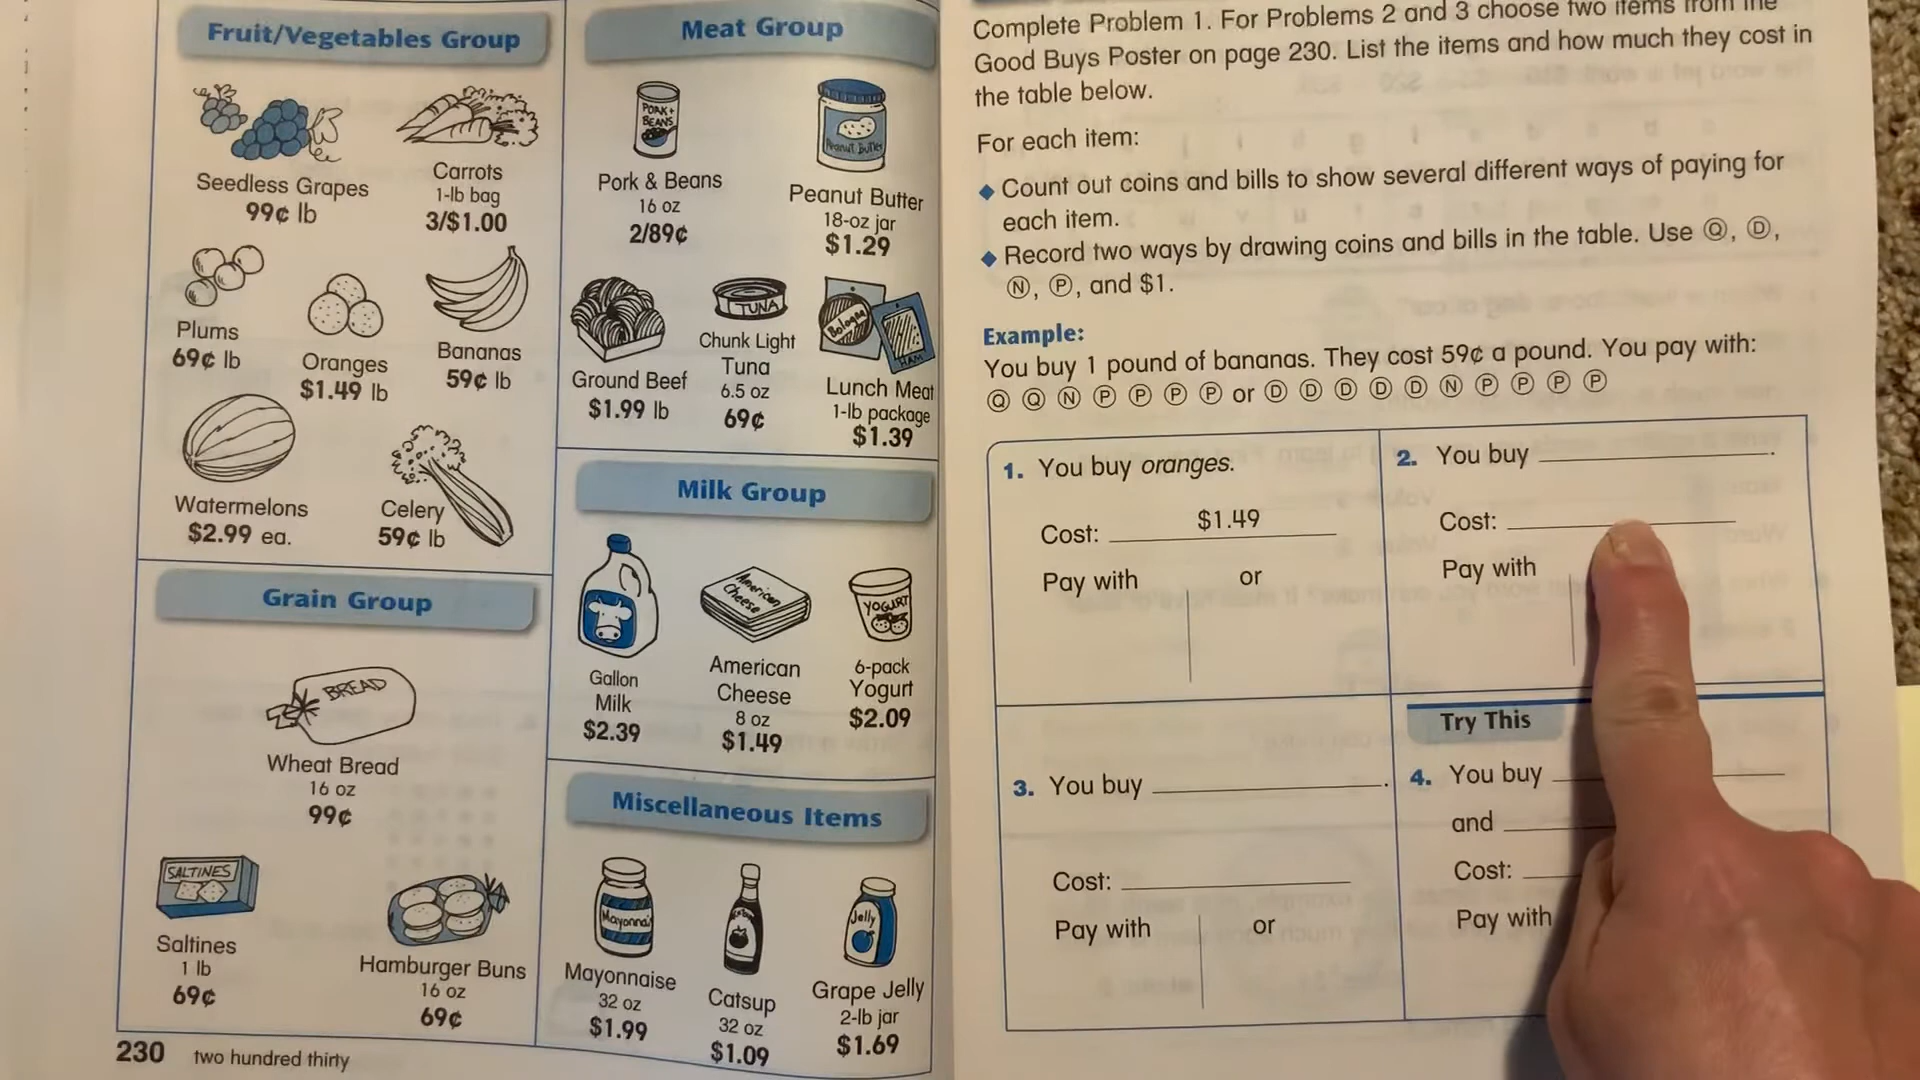 Fruit/Vegetables Group
Seedless Grapes
99¢ lb
Carrots
1-lb bag
3/$1.00
Plums
69¢ lb
Oranges
$1.49 lb
Bananas
59¢ lb
Watermelons
$2.99 ea.
Celery
59¢ lb
Grain Group
BREAD
Wheat Bread
16 oz
99¢
SALTINES
Saltines
1 lb
69¢
Hamburger Buns
16 oz
69¢
Meat Group
PORK+
BEANS
Pork & Beans
16 oz
2/89¢
Peanut Butter
Peanut Butter
18-oz jar
$1.29
Ground Beef
$1.99 lb
TUNA
Chunk Light
Tuna
6.5 oz
69¢
Bologna
HAM
Lunch Meat
1-lb package
$1.39
Milk Group
Gallon
Milk
$2.39
American
Cheese
American
Cheese
8 oz
$1.49
YOGURT
6-pack
Yogurt
$2.09
Miscellaneous Items
Mayonnaise
32 oz
$1.99
Catsup
32 oz
$1.09
Jelly
Grape Jelly
2-lb jar
$1.69
230 two hundred thirty
Complete Problem 1. For Problems 2 and 3 choose two items from the
Good Buys Poster on page 230. List the items and how much they cost in
the table below.
For each item:
◆ Count out coins and bills to show several different ways of paying for
each item.
◆ Record two ways by drawing coins and bills in the table. Use Ⓠ, Ⓓ,
Ⓝ, Ⓟ, and $1.
Example:
You buy 1 pound of bananas. They cost 59¢ a pound. You pay with:
Ⓠ Ⓠ Ⓝ Ⓟ Ⓟ Ⓟ Ⓟ or Ⓓ Ⓓ Ⓓ Ⓓ Ⓓ Ⓝ Ⓟ Ⓟ Ⓟ Ⓟ
1. You buy oranges.
Cost: $1.49
Pay with or
2. You buy ____________.
Cost: ____________
Pay with
3. You buy ____________.
Cost: ____________
Pay with or
Try This
4. You buy ____________
and ____________
Cost: ____________
Pay with